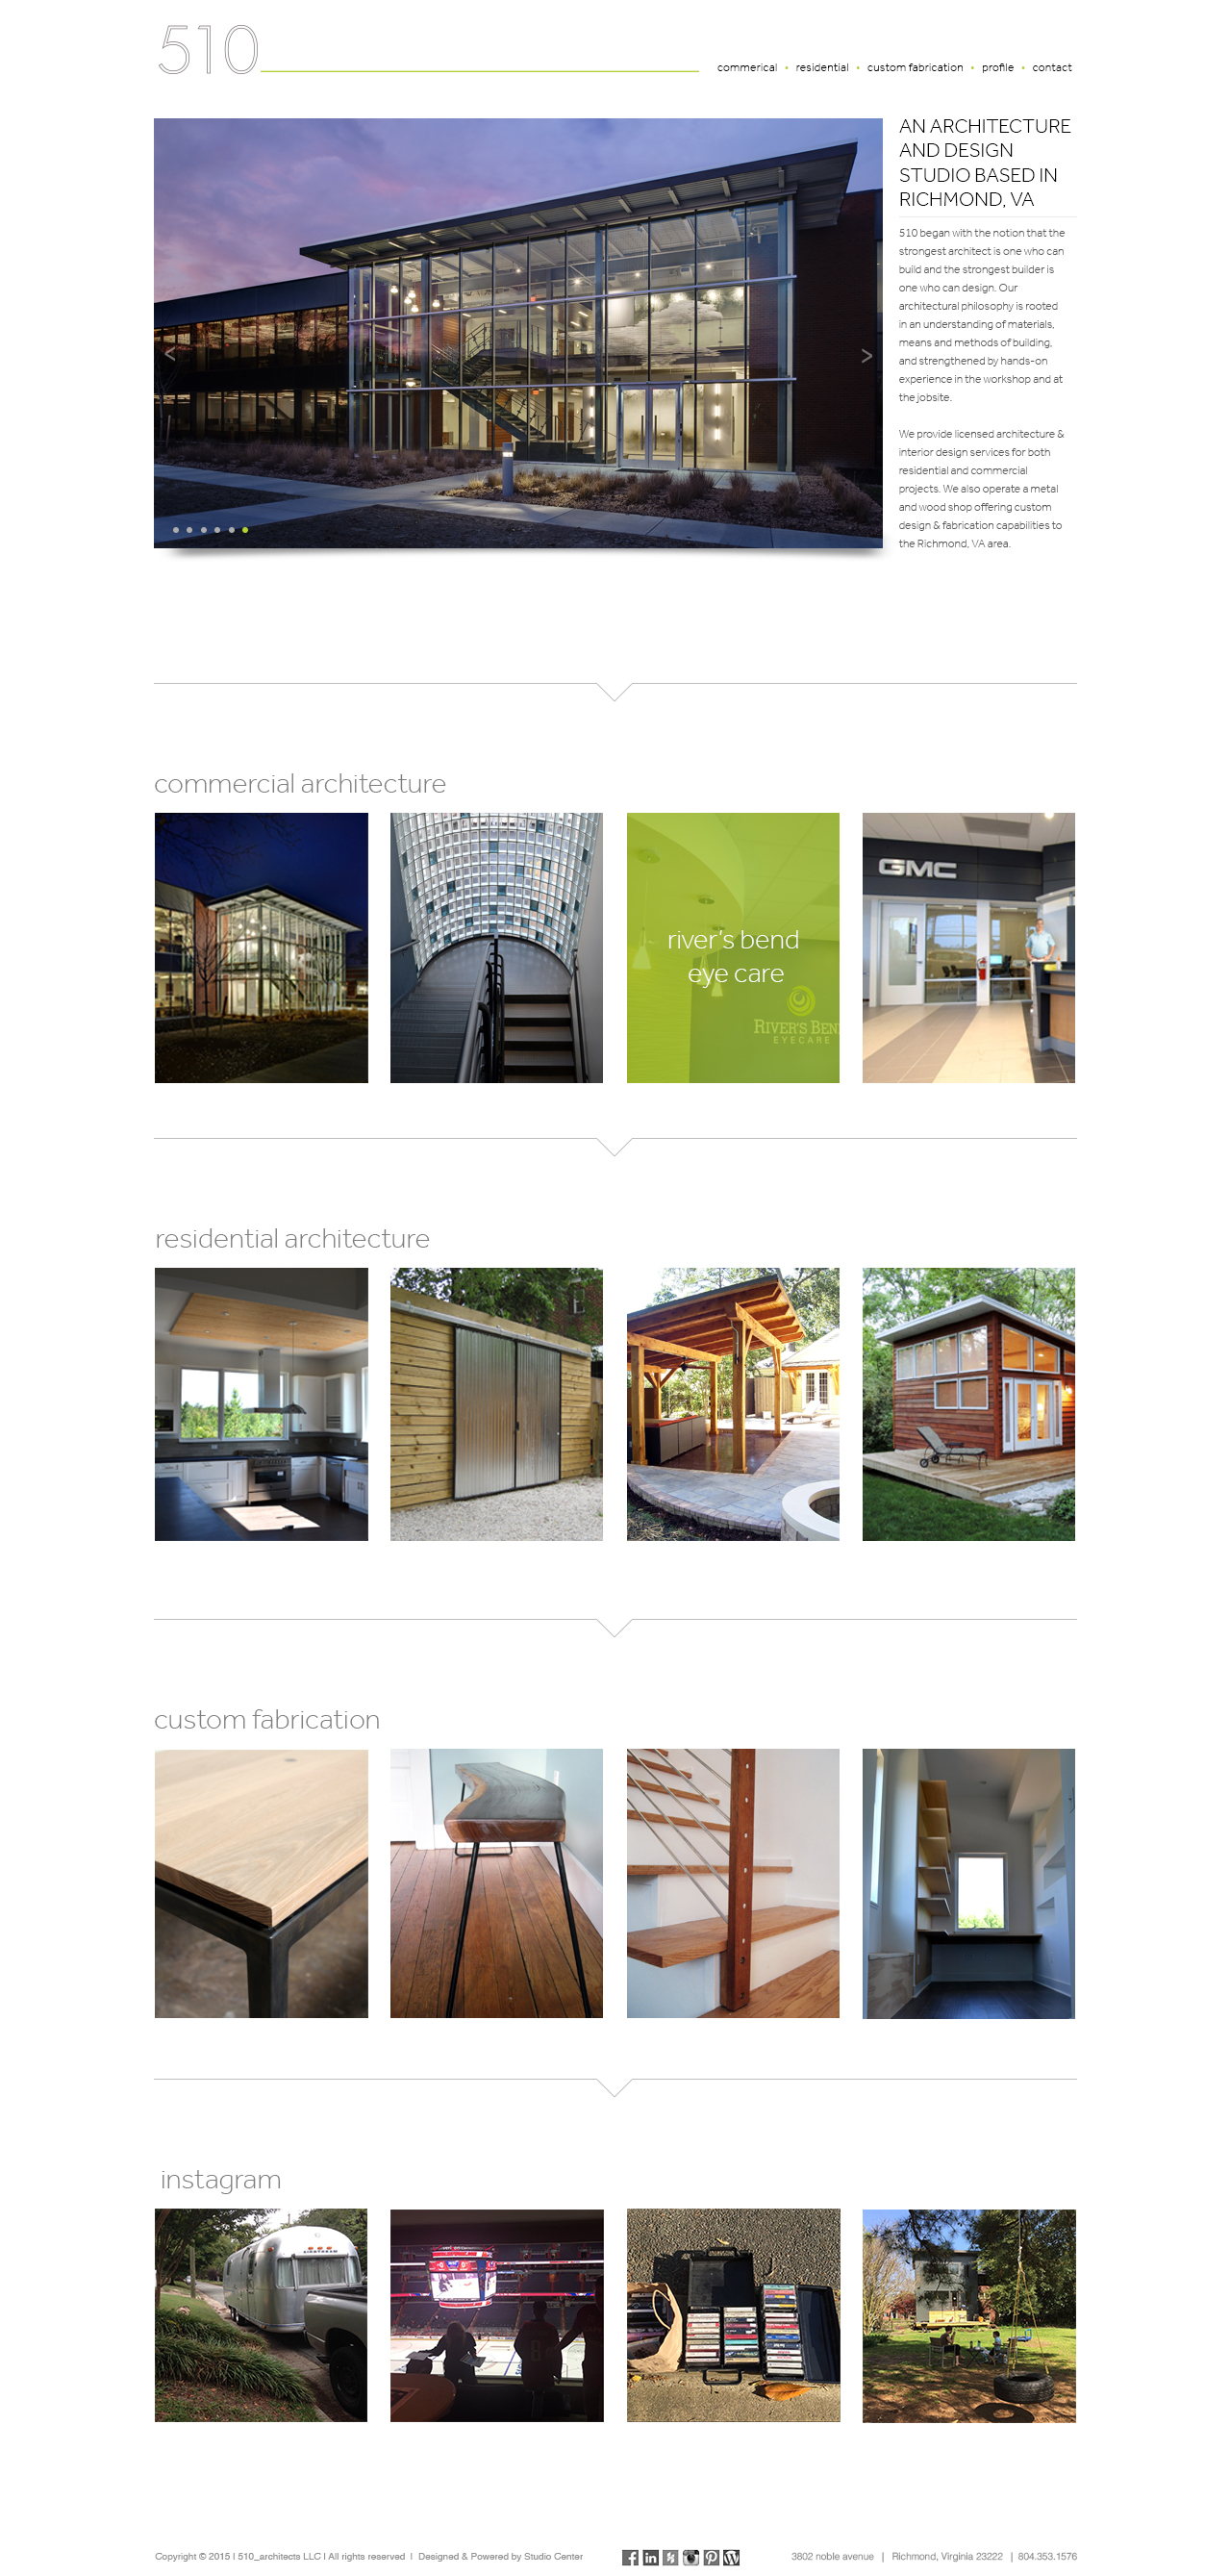 510
commerical • residential • custom fabrication • profile • contact
AN ARCHITECTURE
AND DESIGN
STUDIO BASED IN
RICHMOND, VA
510 began with the notion that the
strongest architect is one who can
build and the strongest builder is
one who can design. Our
architectural philosophy is rooted
in an understanding of materials,
means and methods of building,
and strengthened by hands-on
experience in the workshop and at
the jobsite.
We provide licensed architecture &
interior design services for both
residential and commercial
projects. We also operate a metal
and wood shop offering custom
design & fabrication capabilities to
the Richmond, VA area.
commercial architecture
river's bend
eye care
RIVER'S BEN
EYECARE
GMC
residential architecture
custom fabrication
instagram
AIRSTREAM
Copyright © 2015 I 510_architects LLC I All rights reserved I Designed & Powered by Studio Center
3802 noble avenue | Richmond, Virginia 23222 | 804.353.1576